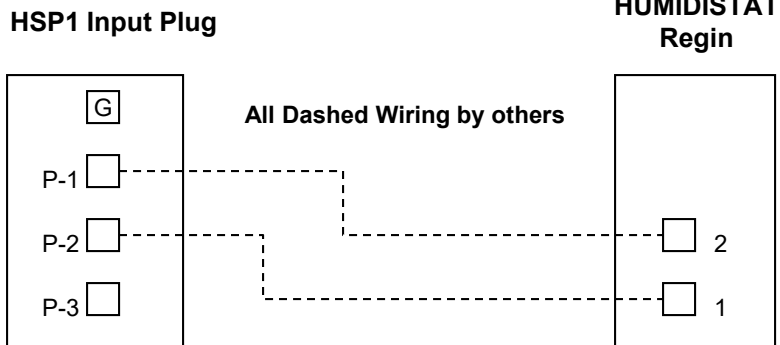 HSP1 Input Plug
HUMIDISTAT
Regin
G
All Dashed Wiring by others
P-1
P-2
2
P-3
1